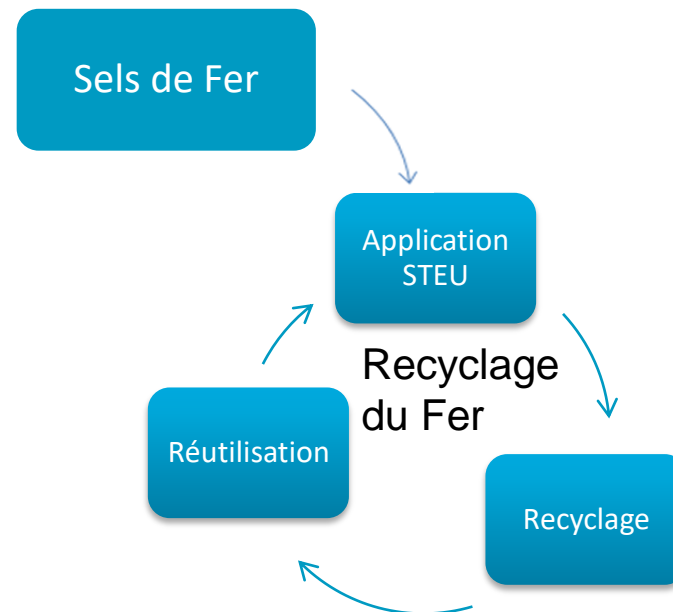 Sels de Fer
Application
STEU
Recyclage
du Fer
Réutilisation
Recyclage